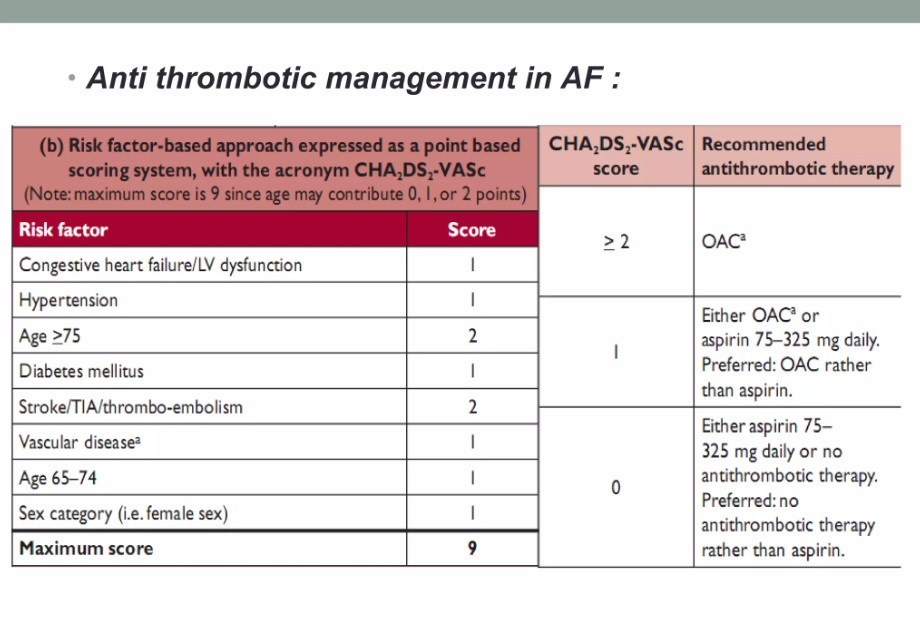 • Anti thrombotic management in AF :
(b) Risk factor-based approach expressed as a point based
scoring system, with the acronym CHA₂DS₂-VASc
(Note: maximum score is 9 since age may contribute 0, 1, or 2 points)
Risk factor Score
Congestive heart failure/LV dysfunction 1
Hypertension 1
Age ≥75 2
Diabetes mellitus 1
Stroke/TIA/thrombo-embolism 2
Vascular diseaseᵃ 1
Age 65–74 1
Sex category (i.e. female sex) 1
Maximum score 9
CHA₂DS₂-VASc
score
Recommended
antithrombotic therapy
≥ 2
OACᵃ
1
Either OACᵃ or
aspirin 75–325 mg daily.
Preferred: OAC rather
than aspirin.
0
Either aspirin 75–
325 mg daily or no
antithrombotic therapy.
Preferred: no
antithrombotic therapy
rather than aspirin.